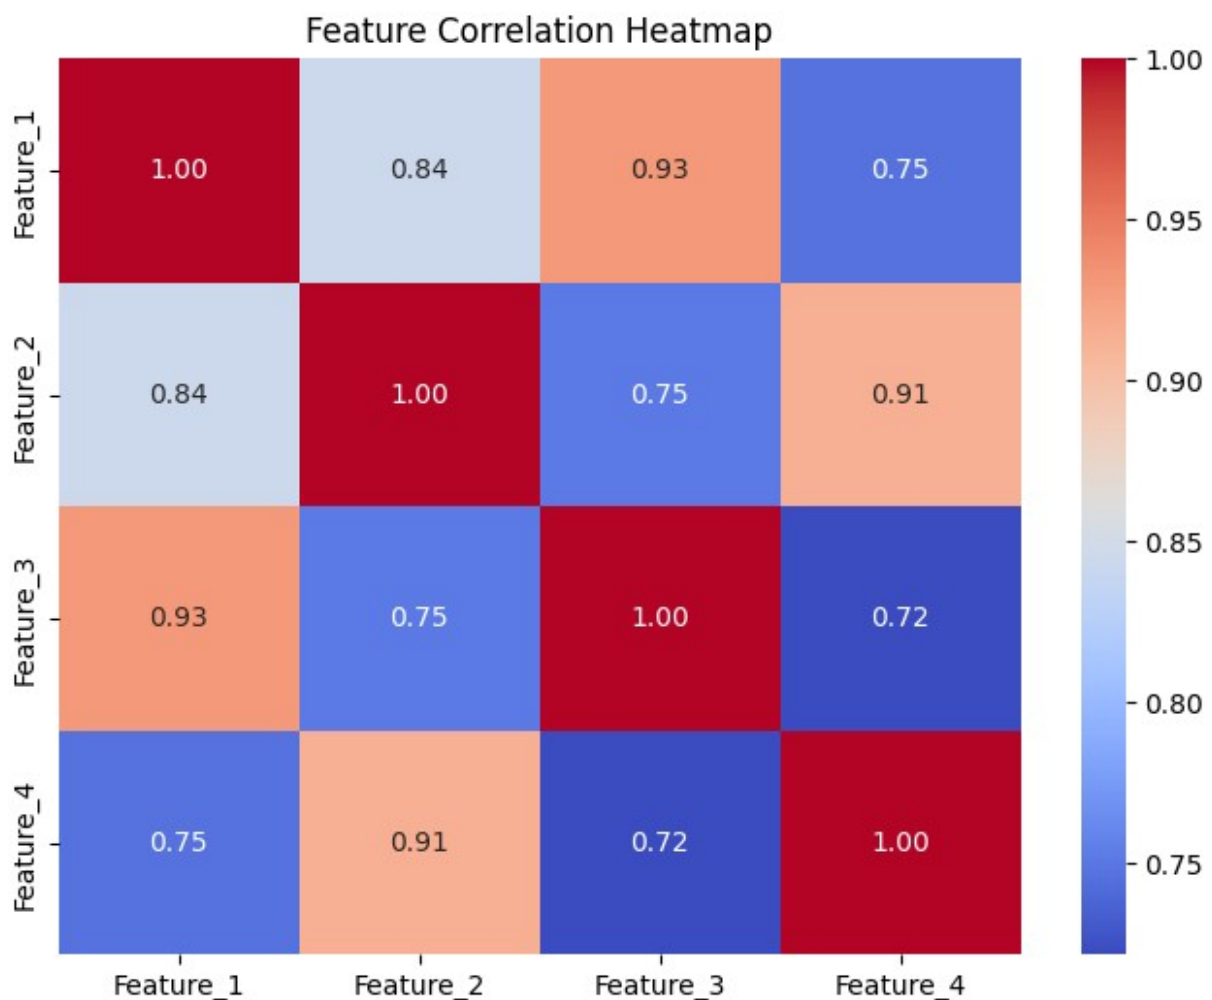 Feature Correlation Heatmap
Feature_1
1.00 0.84 0.93 0.75
Feature_2
0.84 1.00 0.75 0.91
Feature_3
0.93 0.75 1.00 0.72
Feature_4
0.75 0.91 0.72 1.00
Feature_1 Feature_2 Feature_3 Feature_4
1.00
0.95
0.90
0.85
0.80
0.75